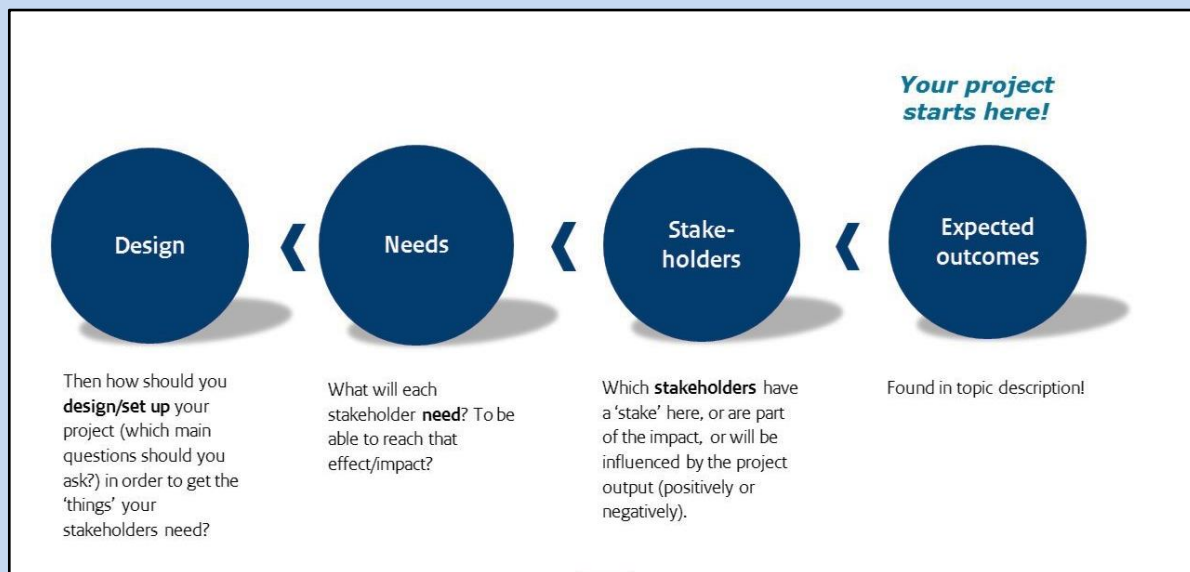 Your project
starts here!
Design
Needs
Stake-
holders
Expected
outcomes
Then how should you
design/set up your
project (which main
questions should you
ask?) in order to get the
‘things’ your
stakeholders need?
What will each
stakeholder need? To be
able to reach that
effect/impact?
Which stakeholders have
a ‘stake’ here, or are part
of the impact, or will be
influenced by the project
output (positively or
negatively).
Found in topic description!